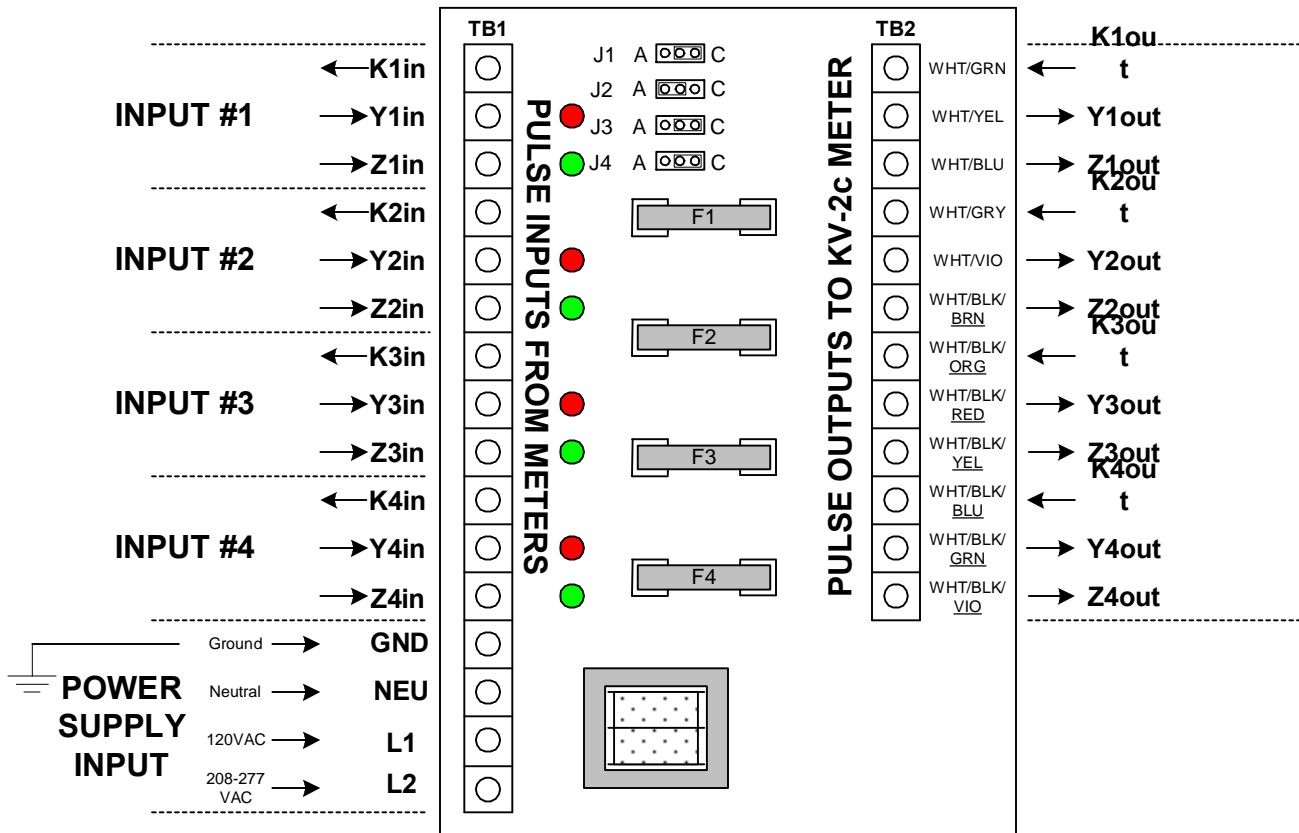 TB1
TB2
INPUT #1
K1in
Y1in
Z1in
INPUT #2
K2in
Y2in
Z2in
INPUT #3
K3in
Y3in
Z3in
INPUT #4
K4in
Y4in
Z4in
POWER
SUPPLY
INPUT
Ground
GND
Neutral
NEU
120VAC
L1
208-277
VAC
L2
PULSE INPUTS FROM METERS
J1 A C
J2 A C
J3 A C
J4 A C
F1
F2
F3
F4
PULSE OUTPUTS TO KV-2c METER
WHT/GRN
K1ou
t
WHT/YEL
Y1out
WHT/BLU
Z1out
WHT/GRY
K2ou
t
WHT/VIO
Y2out
WHT/BLK/
BRN
Z2out
WHT/BLK/
ORG
K3ou
t
WHT/BLK/
RED
Y3out
WHT/BLK/
YEL
Z3out
WHT/BLK/
BLU
K4ou
t
WHT/BLK/
GRN
Y4out
WHT/BLK/
VIO
Z4out